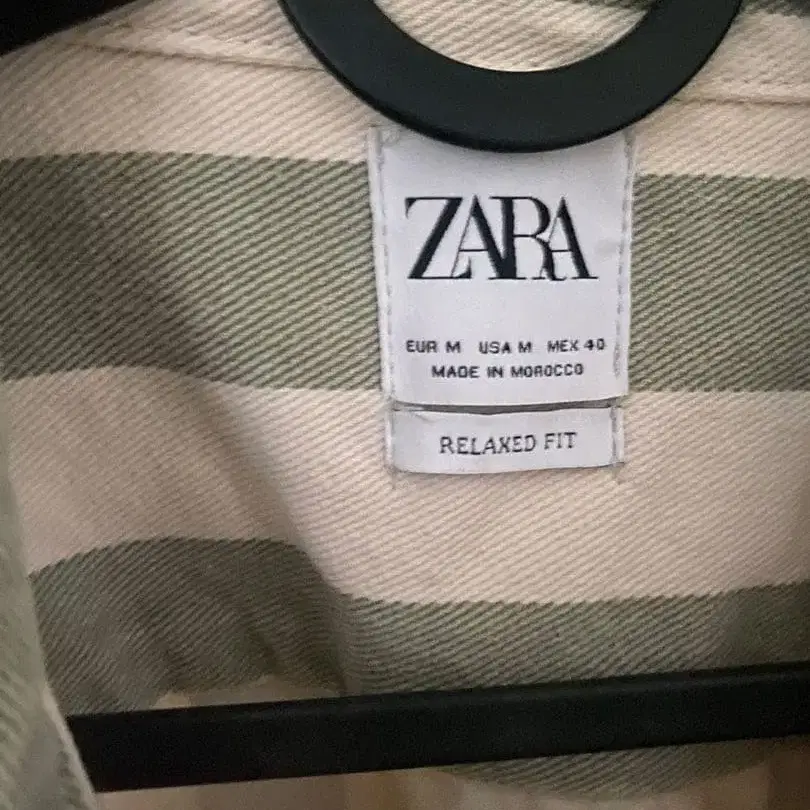 ZARA
EUR M USA M MEX 40
MADE IN MOROCCO
RELAXED FIT